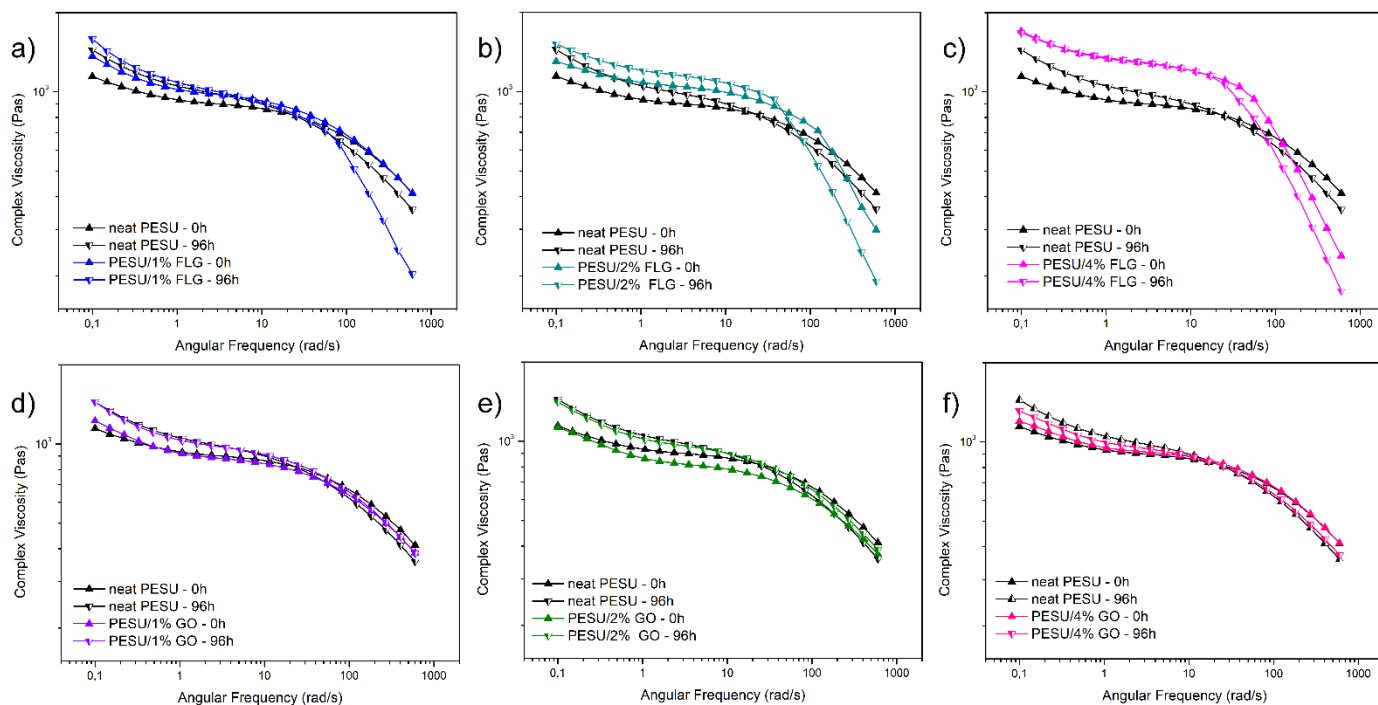 a)
Complex Viscosity (Pas)
10²
neat PESU - 0h
neat PESU - 96h
PESU/1% FLG - 0h
PESU/1% FLG - 96h
0,1 1 10 100 1000
Angular Frequency (rad/s)
b)
Complex Viscosity (Pas)
10³
neat PESU - 0h
neat PESU - 96h
PESU/2% FLG - 0h
PESU/2% FLG - 96h
0,1 1 10 100 1000
Angular Frequency (rad/s)
c)
Complex Viscosity (Pas)
10²
neat PESU - 0h
neat PESU - 96h
PESU/4% FLG - 0h
PESU/4% FLG - 96h
0,1 1 10 100 1000
Angular Frequency (rad/s)
d)
Complex Viscosity (Pas)
10³
neat PESU - 0h
neat PESU - 96h
PESU/1% GO - 0h
PESU/1% GO - 96h
0,1 1 10 100 1000
Angular Frequency (rad/s)
e)
Complex Viscosity (Pas)
10³
neat PESU - 0h
neat PESU - 96h
PESU/2% GO - 0h
PESU/2% GO - 96h
0,1 1 10 100 1000
Angular Frequency (rad/s)
f)
Complex Viscosity (Pas)
10³
neat PESU - 0h
neat PESU - 96h
PESU/4% GO - 0h
PESU/4% GO - 96h
0,1 1 10 100 1000
Angular Frequency (rad/s)